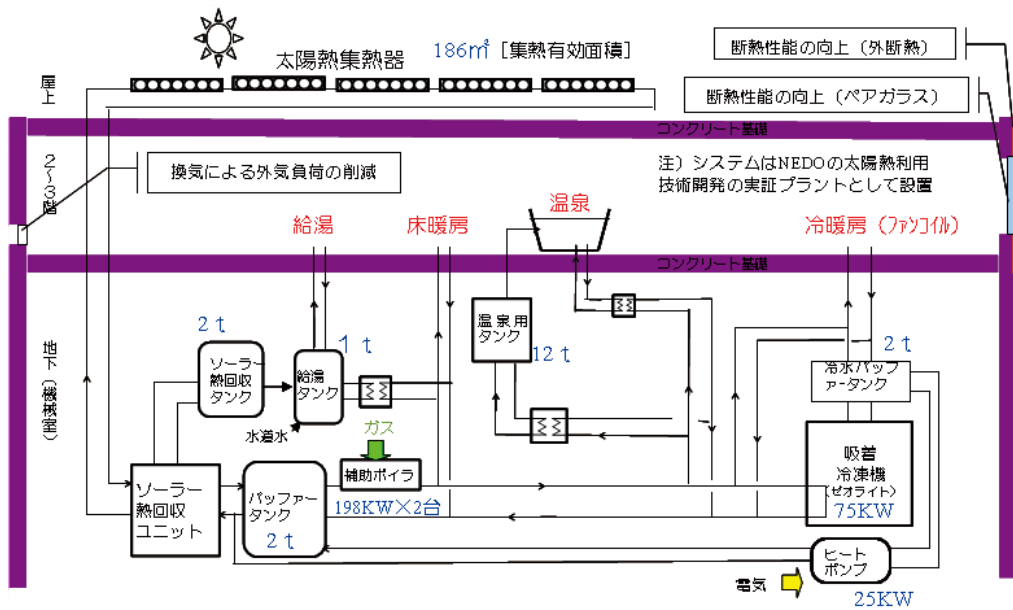 断熱性能の向上（外断熱）
太陽熱集熱器
186㎡ [集熱有効面積]
断熱性能の向上（ペアガラス）
屋上
コンクリート基礎
2～3階
換気による外気負荷の削減
注）システムはNEDOの太陽熱利用
技術開発の実証プラントとして設置
給湯
床暖房
温泉
冷暖房（ファンコイル）
コンクリート基礎
地下（機械室）
2ｔ
ソーラー
熱回収
タンク
1ｔ
給湯
タンク
水道水
温泉用
タンク
12ｔ
2ｔ
冷水バッフ
ァータンク
ガス
補助ボイラ
198KW×2台
ソーラー
熱回収
ユニット
バッファー
タンク
2ｔ
吸着
冷凍機
（ゼオライト）
75KW
ヒート
ポンプ
電気
25KW